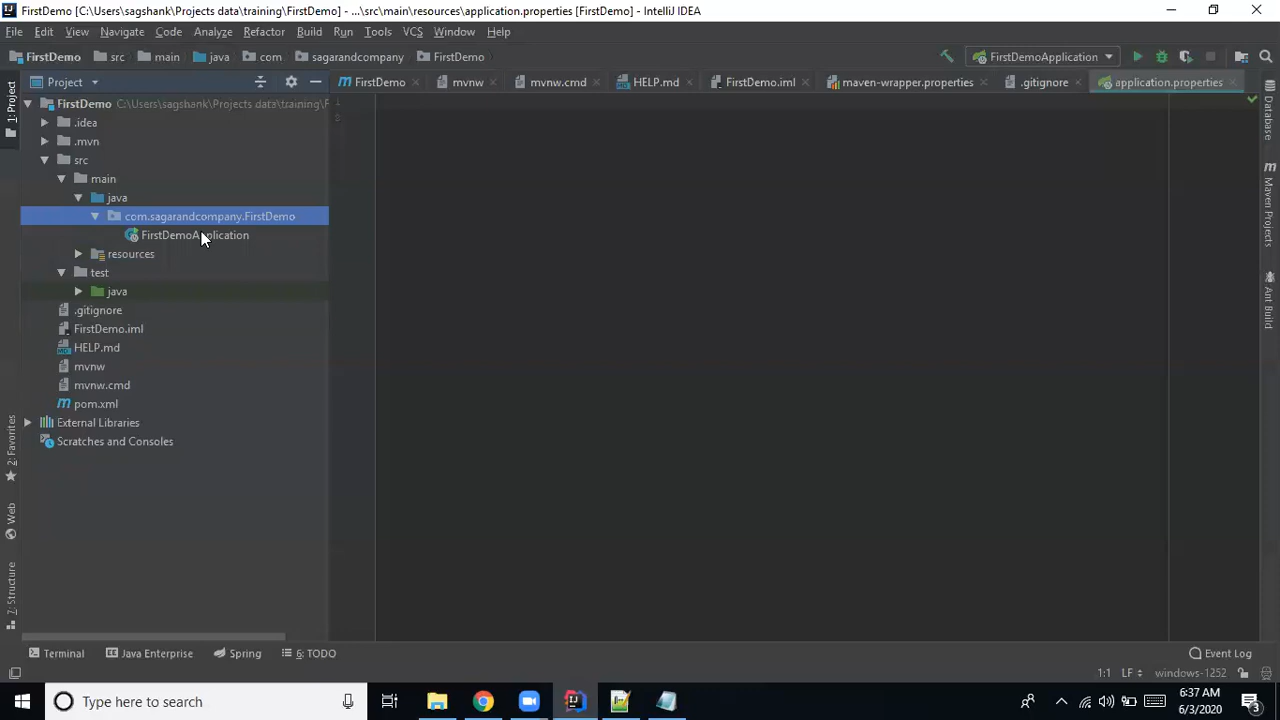 FirstDemo [C:\Users\sagshank\Projects data\training\FirstDemo] - ...\src\main\resources\application.properties [FirstDemo] - IntelliJ IDEA
File Edit View Navigate Code Analyze Refactor Build Run Tools VCS Window Help
FirstDemo src main java com sagarandcompany FirstDemo FirstDemoApplication
Project FirstDemo mvnw mvnw.cmd HELP.md FirstDemo.iml maven-wrapper.properties .gitignore application.properties
1: Project
FirstDemo C:\Users\sagshank\Projects data\training\F
.idea
.mvn
src
main
java
com.sagarandcompany.FirstDemo
FirstDemoApplication
resources
test
java
.gitignore
FirstDemo.iml
HELP.md
mvnw
mvnw.cmd
pom.xml
External Libraries
Scratches and Consoles
1
2
Database
Maven Projects
Ant Build
2: Favorites
Web
7: Structure
Terminal Java Enterprise Spring 6: TODO Event Log
1:1 LF windows-1252
Type here to search
6:37 AM
6/3/2020
3